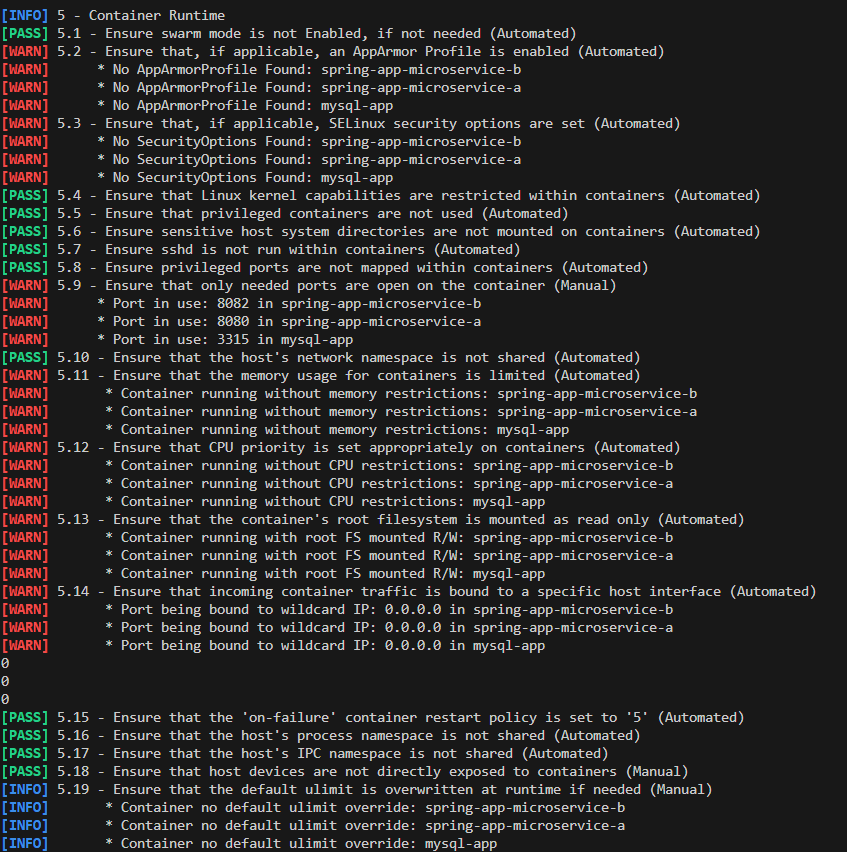 [INFO] 5 - Container Runtime
[PASS] 5.1 - Ensure swarm mode is not Enabled, if not needed (Automated)
[WARN] 5.2 - Ensure that, if applicable, an AppArmor Profile is enabled (Automated)
[WARN]      * No AppArmorProfile Found: spring-app-microservice-b
[WARN]      * No AppArmorProfile Found: spring-app-microservice-a
[WARN]      * No AppArmorProfile Found: mysql-app
[WARN] 5.3 - Ensure that, if applicable, SELinux security options are set (Automated)
[WARN]      * No SecurityOptions Found: spring-app-microservice-b
[WARN]      * No SecurityOptions Found: spring-app-microservice-a
[WARN]      * No SecurityOptions Found: mysql-app
[PASS] 5.4 - Ensure that Linux kernel capabilities are restricted within containers (Automated)
[PASS] 5.5 - Ensure that privileged containers are not used (Automated)
[PASS] 5.6 - Ensure sensitive host system directories are not mounted on containers (Automated)
[PASS] 5.7 - Ensure sshd is not run within containers (Automated)
[PASS] 5.8 - Ensure privileged ports are not mapped within containers (Automated)
[WARN] 5.9 - Ensure that only needed ports are open on the container (Manual)
[WARN]      * Port in use: 8082 in spring-app-microservice-b
[WARN]      * Port in use: 8080 in spring-app-microservice-a
[WARN]      * Port in use: 3315 in mysql-app
[PASS] 5.10 - Ensure that the host's network namespace is not shared (Automated)
[WARN] 5.11 - Ensure that the memory usage for containers is limited (Automated)
[WARN]       * Container running without memory restrictions: spring-app-microservice-b
[WARN]       * Container running without memory restrictions: spring-app-microservice-a
[WARN]       * Container running without memory restrictions: mysql-app
[WARN] 5.12 - Ensure that CPU priority is set appropriately on containers (Automated)
[WARN]       * Container running without CPU restrictions: spring-app-microservice-b
[WARN]       * Container running without CPU restrictions: spring-app-microservice-a
[WARN]       * Container running without CPU restrictions: mysql-app
[WARN] 5.13 - Ensure that the container's root filesystem is mounted as read only (Automated)
[WARN]       * Container running with root FS mounted R/W: spring-app-microservice-b
[WARN]       * Container running with root FS mounted R/W: spring-app-microservice-a
[WARN]       * Container running with root FS mounted R/W: mysql-app
[WARN] 5.14 - Ensure that incoming container traffic is bound to a specific host interface (Automated)
[WARN]       * Port being bound to wildcard IP: 0.0.0.0 in spring-app-microservice-b
[WARN]       * Port being bound to wildcard IP: 0.0.0.0 in spring-app-microservice-a
[WARN]       * Port being bound to wildcard IP: 0.0.0.0 in mysql-app
0
0
0
[PASS] 5.15 - Ensure that the 'on-failure' container restart policy is set to '5' (Automated)
[PASS] 5.16 - Ensure that the host's process namespace is not shared (Automated)
[PASS] 5.17 - Ensure that the host's IPC namespace is not shared (Automated)
[PASS] 5.18 - Ensure that host devices are not directly exposed to containers (Manual)
[INFO] 5.19 - Ensure that the default ulimit is overwritten at runtime if needed (Manual)
[INFO]       * Container no default ulimit override: spring-app-microservice-b
[INFO]       * Container no default ulimit override: spring-app-microservice-a
[INFO]       * Container no default ulimit override: mysql-app